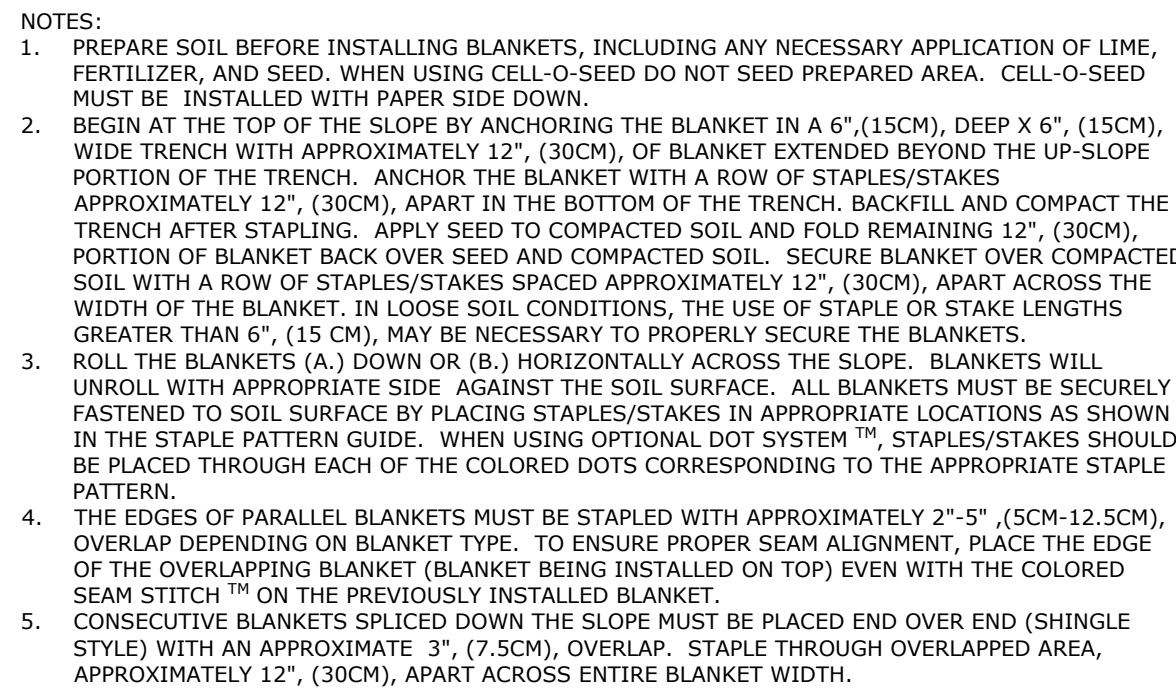 NOTES:
1. PREPARE SOIL BEFORE INSTALLING BLANKETS, INCLUDING ANY NECESSARY APPLICATION OF LIME,
FERTILIZER, AND SEED. WHEN USING CELL-O-SEED DO NOT SEED PREPARED AREA. CELL-O-SEED
MUST BE INSTALLED WITH PAPER SIDE DOWN.
2. BEGIN AT THE TOP OF THE SLOPE BY ANCHORING THE BLANKET IN A 6",(15CM), DEEP X 6", (15CM),
WIDE TRENCH WITH APPROXIMATELY 12", (30CM), OF BLANKET EXTENDED BEYOND THE UP-SLOPE
PORTION OF THE TRENCH. ANCHOR THE BLANKET WITH A ROW OF STAPLES/STAKES
APPROXIMATELY 12", (30CM), APART IN THE BOTTOM OF THE TRENCH. BACKFILL AND COMPACT THE
TRENCH AFTER STAPLING. APPLY SEED TO COMPACTED SOIL AND FOLD REMAINING 12", (30CM),
PORTION OF BLANKET BACK OVER SEED AND COMPACTED SOIL. SECURE BLANKET OVER COMPACTED
SOIL WITH A ROW OF STAPLES/STAKES SPACED APPROXIMATELY 12", (30CM), APART ACROSS THE
WIDTH OF THE BLANKET. IN LOOSE SOIL CONDITIONS, THE USE OF STAPLE OR STAKE LENGTHS
GREATER THAN 6", (15 CM), MAY BE NECESSARY TO PROPERLY SECURE THE BLANKETS.
3. ROLL THE BLANKETS (A.) DOWN OR (B.) HORIZONTALLY ACROSS THE SLOPE. BLANKETS WILL
UNROLL WITH APPROPRIATE SIDE AGAINST THE SOIL SURFACE. ALL BLANKETS MUST BE SECURELY
FASTENED TO SOIL SURFACE BY PLACING STAPLES/STAKES IN APPROPRIATE LOCATIONS AS SHOWN
IN THE STAPLE PATTERN GUIDE. WHEN USING OPTIONAL DOT SYSTEM ™, STAPLES/STAKES SHOULD
BE PLACED THROUGH EACH OF THE COLORED DOTS CORRESPONDING TO THE APPROPRIATE STAPLE
PATTERN.
4. THE EDGES OF PARALLEL BLANKETS MUST BE STAPLED WITH APPROXIMATELY 2"-5" ,(5CM-12.5CM),
OVERLAP DEPENDING ON BLANKET TYPE. TO ENSURE PROPER SEAM ALIGNMENT, PLACE THE EDGE
OF THE OVERLAPPING BLANKET (BLANKET BEING INSTALLED ON TOP) EVEN WITH THE COLORED
SEAM STITCH ™ ON THE PREVIOUSLY INSTALLED BLANKET.
5. CONSECUTIVE BLANKETS SPLICED DOWN THE SLOPE MUST BE PLACED END OVER END (SHINGLE
STYLE) WITH AN APPROXIMATE 3", (7.5CM), OVERLAP. STAPLE THROUGH OVERLAPPED AREA,
APPROXIMATELY 12", (30CM), APART ACROSS ENTIRE BLANKET WIDTH.